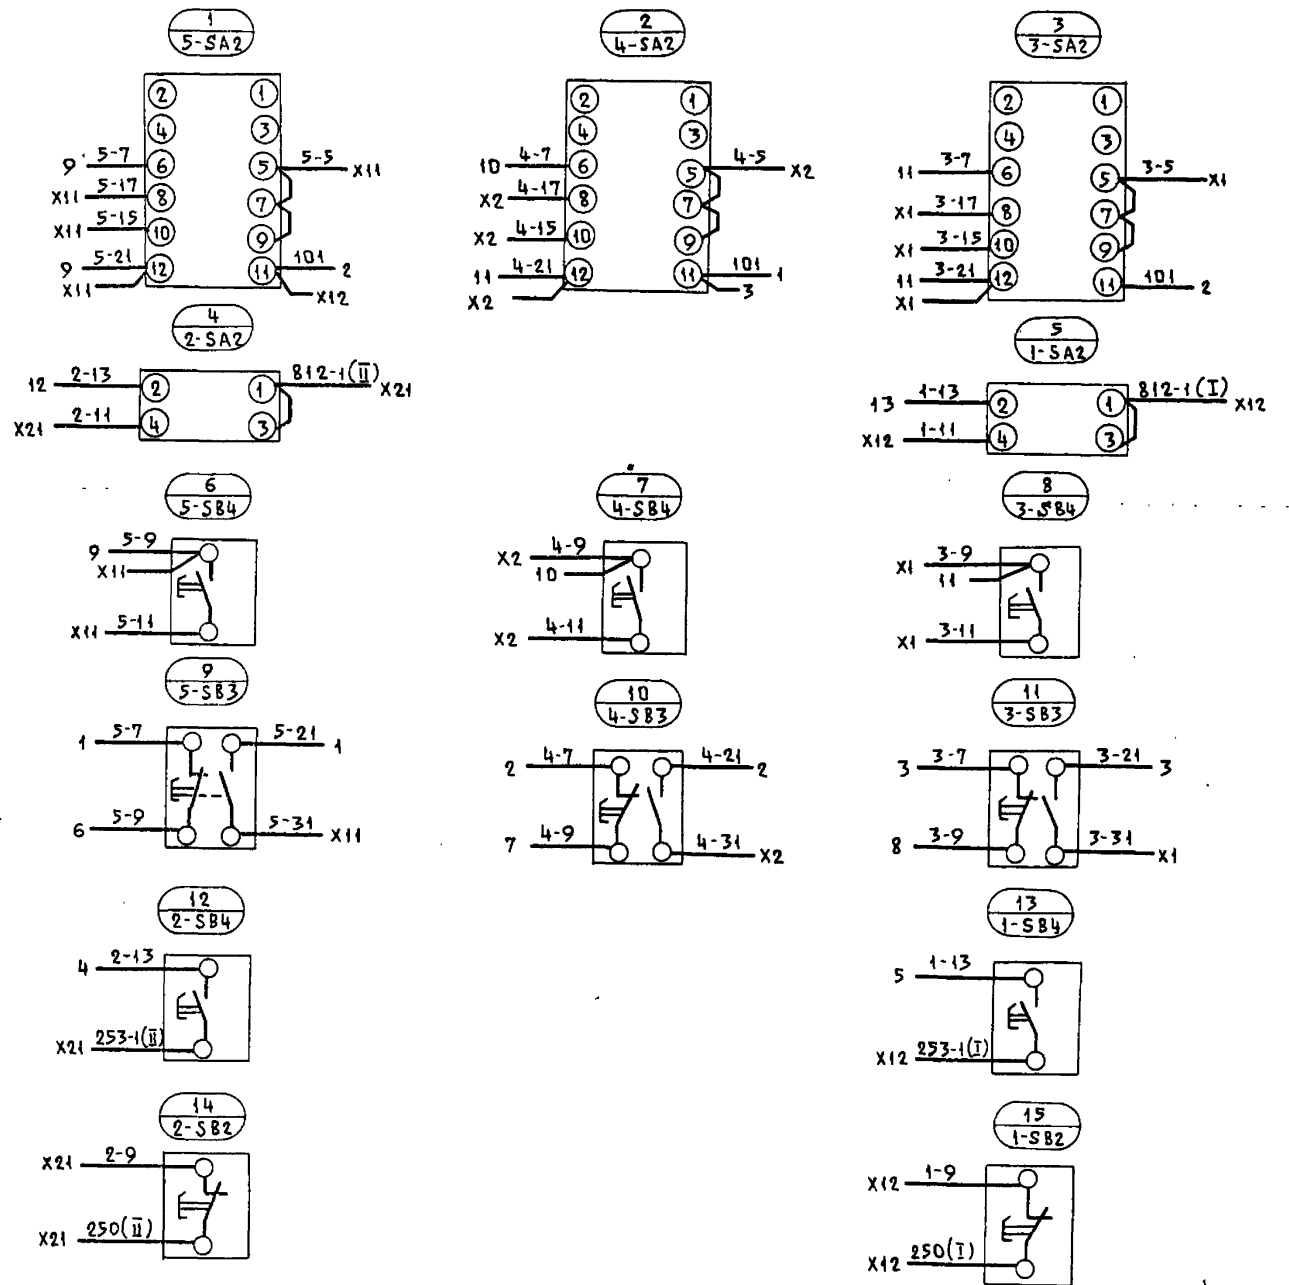 1
5-SA2
2
1
4
3
9 5-7 6
5 5-5 X11
X11 5-17 8
7
X11 5-15 10
9
9 5-21 12
X11
11 101 2
X12
2
4-SA2
2
1
4
3
10 4-7 6
5 4-5 X2
X2 4-17 8
7
X2 4-15 10
9
11 4-21 12
X2
11 101 1
3
3
3-SA2
2
1
4
3
11 3-7 6
5 3-5 X1
X1 3-17 8
7
X1 3-15 10
9
11 3-21 12
X1
11 101 2
4
2-SA2
12 2-13 2
1 812-1(II) X21
X21 2-11 4
3
5
1-SA2
13 1-13 2
1 812-1(I) X12
X12 1-11 4
3
6
5-SB4
9 5-9
X11
X11 5-11
7
4-SB4
X2 4-9
10
X2 4-11
8
3-SB4
X1 3-9
11
X1 3-11
9
5-SB3
1 5-7
5-21 1
6 5-9
5-31 X11
10
4-SB3
2 4-7
4-21 2
7 4-9
4-31 X2
11
3-SB3
3 3-7
3-21 3
8 3-9
3-31 X1
12
2-SB4
4 2-13
X21 253-1(II)
13
1-SB4
5 1-13
X12 253-1(I)
14
2-SB2
X21 2-9
X21 250(II)
15
1-SB2
X12 1-9
X12 250(I)